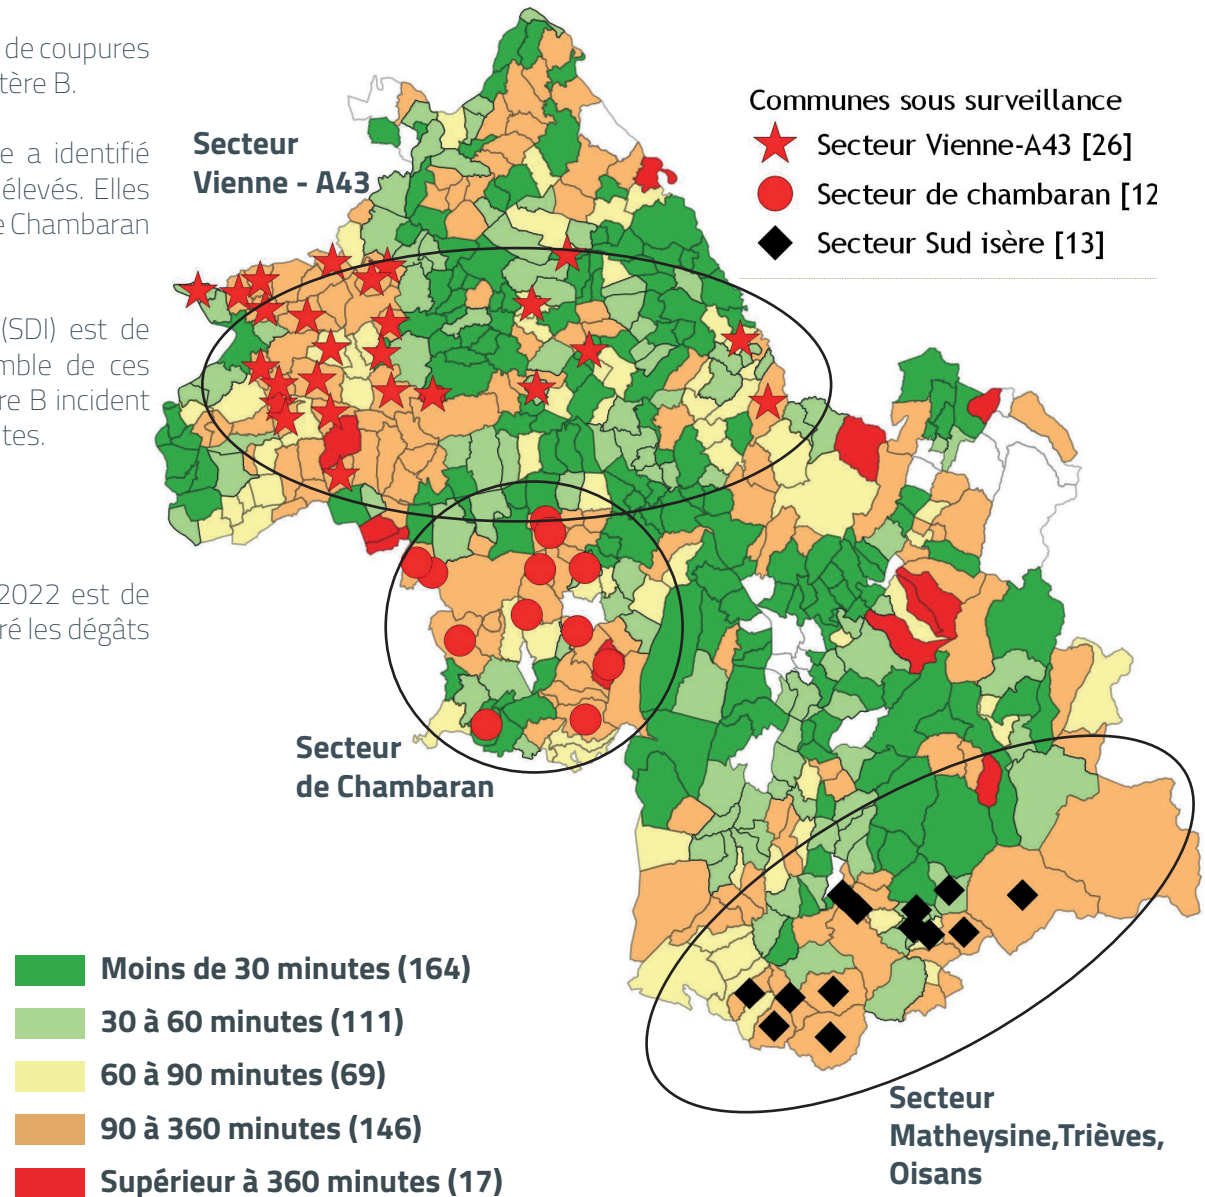 de coupures
tère B.
e a identifié
élevés. Elles
e Chambaran
(SDI) est de
mble de ces
re B incident
tes.
2022 est de
ré les dégâts
Secteur
Vienne - A43
Communes sous surveillance
Secteur Vienne-A43 [26]
Secteur de chambaran [12
Secteur Sud isère [13]
Secteur
de Chambaran
Moins de 30 minutes (164)
30 à 60 minutes (111)
60 à 90 minutes (69)
90 à 360 minutes (146)
Supérieur à 360 minutes (17)
Secteur
Matheysine,Trièves,
Oisans